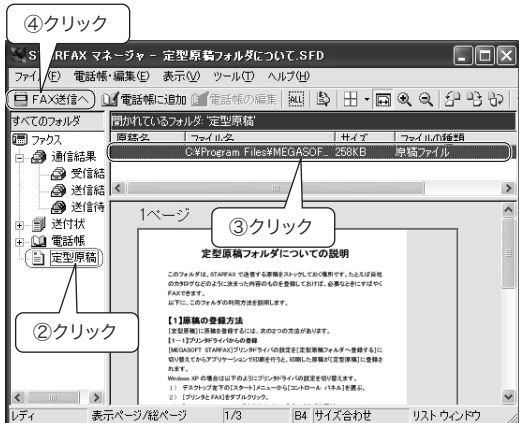 ④クリック
STARFAX マネージャ - 定型原稿フォルダについて.SFD
ファイル(F) 電話帳・編集(E) 表示(V) ツール(T) ヘルプ(H)
FAX送信へ 電話帳に追加 電話帳の編集 ALL
すべてのフォルダ 開かれているフォルダ: '定型原稿'
ファクス
通信結果
受信結
送信結
送信待
送付状
電話帳
定型原稿
原稿名 ファイル名 サイズ ファイルの種類
C:¥Program Files¥MEGASOF... 258KB 原稿ファイル
③クリック
②クリック
1ページ
定型原稿フォルダについての説明
このフォルダは、STARFAX で送信する原稿をストックしておく場所です。たとえば自社
のカタログなどのように決まった内容のものを登録しておけば、必要なときにすばやく
FAXできます。
以下に、このフォルダの利用方法を説明します。
【1】原稿の登録方法
[定型原稿]に原稿を登録するには、次の2つの方法があります。
【1-1】プリンタドライバからの登録
[MEGASOFT STARFAX]プリンタドライバの設定を[定型原稿フォルダへ登録する]に
切り替えてからアプリケーションで印刷を行うと、印刷した原稿が[定型原稿]に登録さ
れます。
Windows XP の場合は以下のようにプリンタドライバの設定を切り替えます。
1) デスクトップ左下の[スタート]メニューから[コントロール パネル]を選ぶ。
2) [プリンタと FAX]をダブルクリック。
レディ 表示ページ/総ページ 1/3 B4 サイズ合わせ リスト ウィンドウ